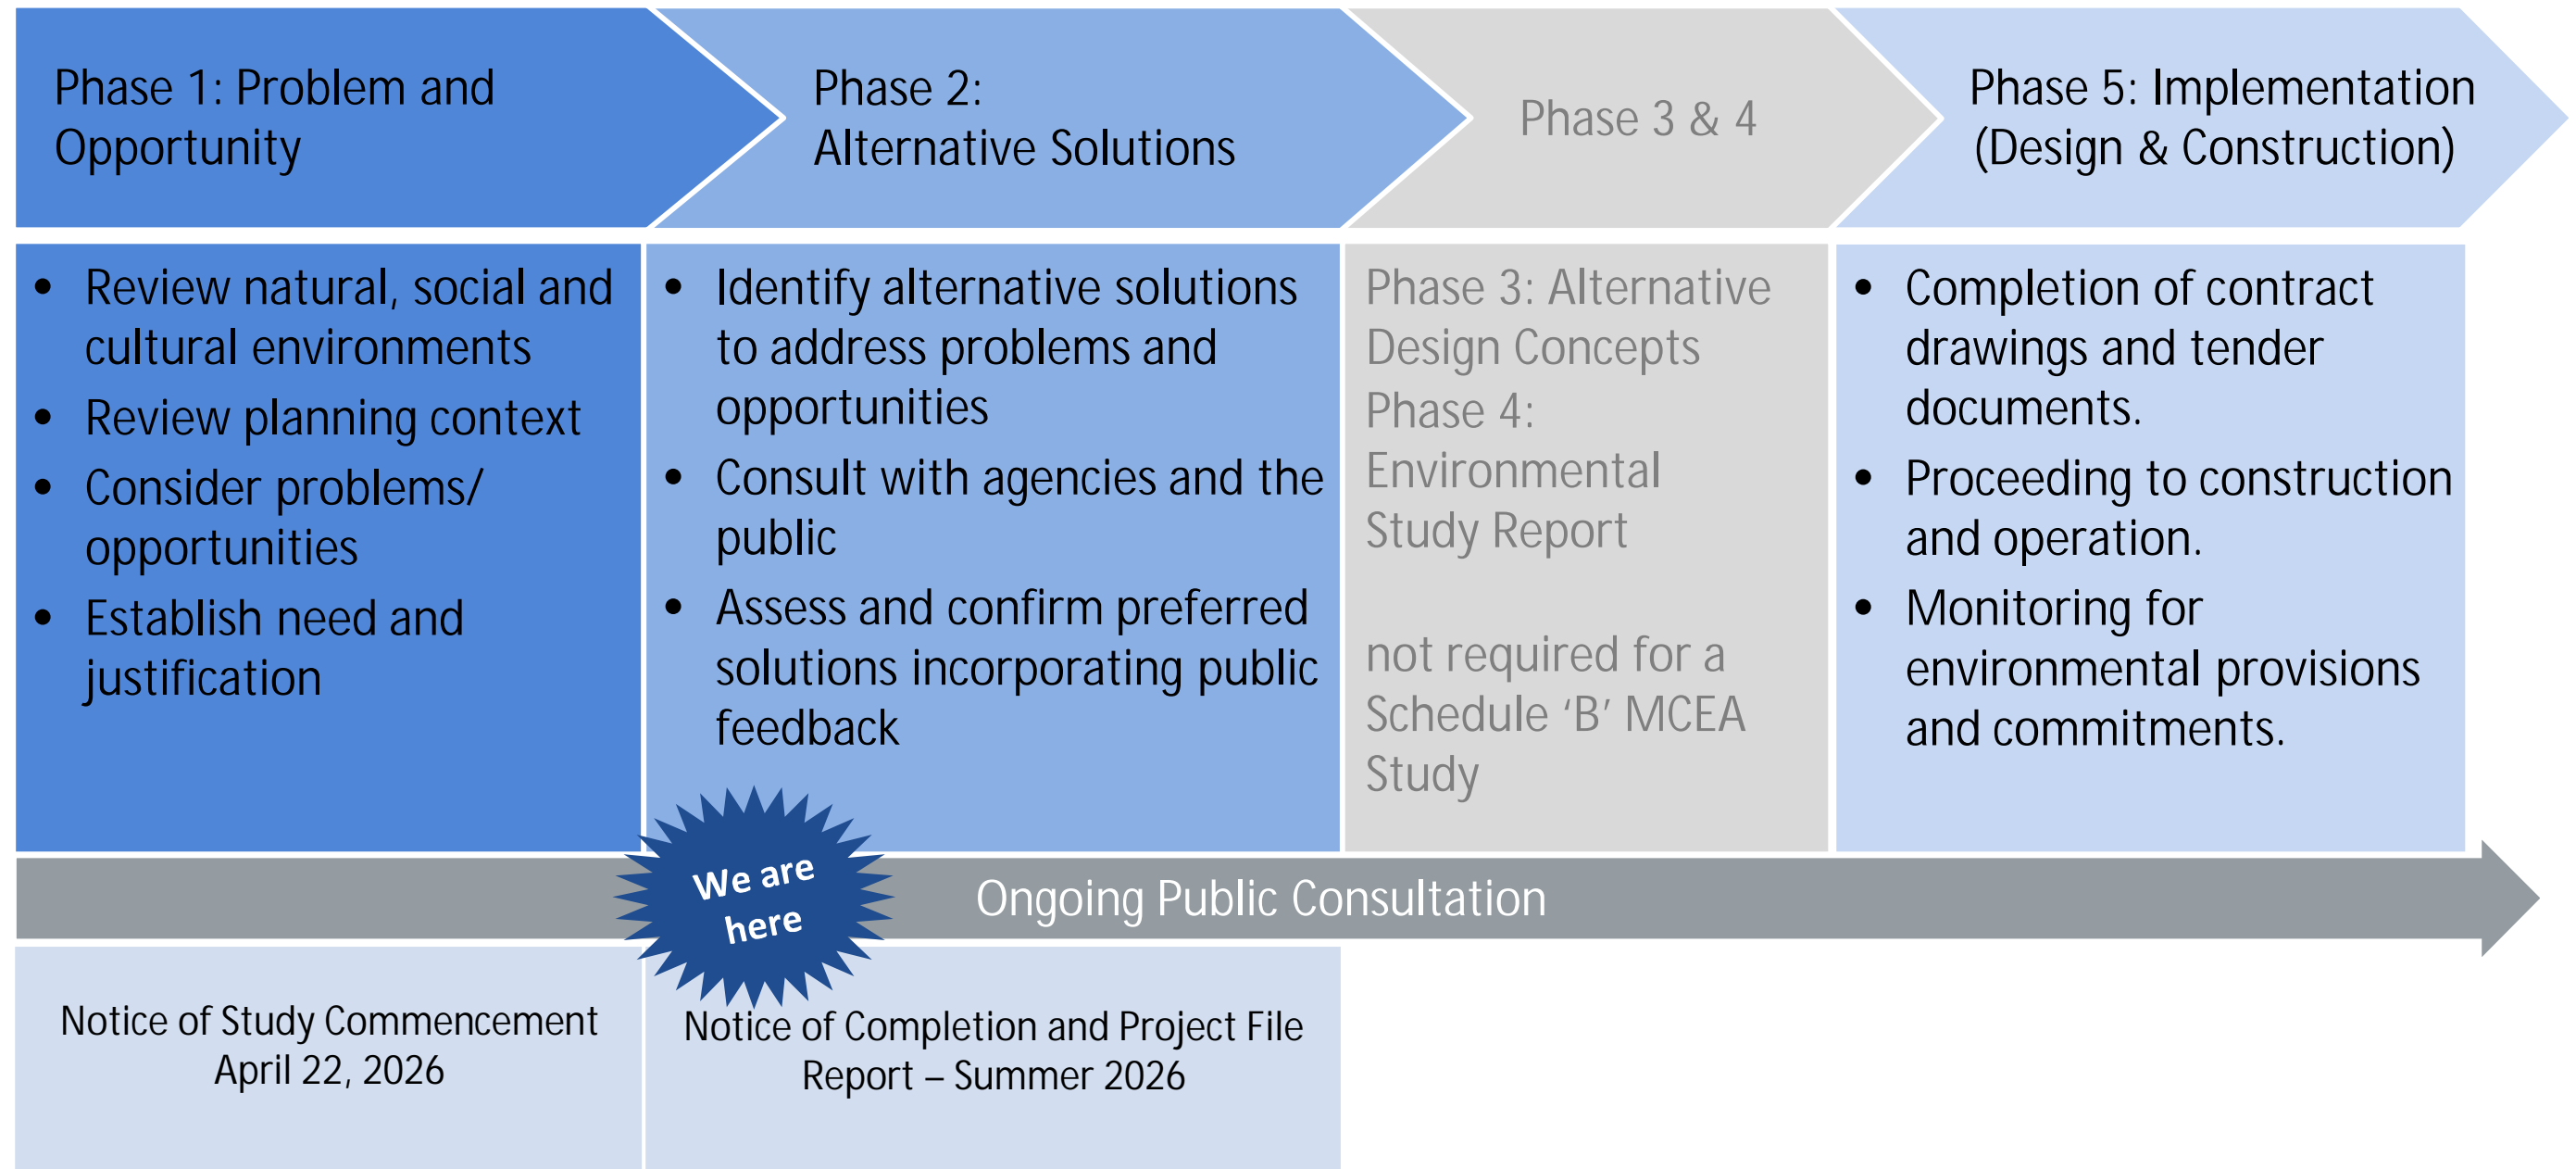 Phase 1: Problem and
Opportunity
Phase 2:
Alternative Solutions
Phase 3 & 4
Phase 5: Implementation
(Design & Construction)
• Review natural, social and
cultural environments
• Review planning context
• Consider problems/
opportunities
• Establish need and
justification
• Identify alternative solutions
to address problems and
opportunities
• Consult with agencies and the
public
• Assess and confirm preferred
solutions incorporating public
feedback
Phase 3: Alternative
Design Concepts
Phase 4:
Environmental
Study Report
not required for a
Schedule ‘B’ MCEA
Study
• Completion of contract
drawings and tender
documents.
• Proceeding to construction
and operation.
• Monitoring for
environmental provisions
and commitments.
We are
here
Ongoing Public Consultation
Notice of Study Commencement
April 22, 2026
Notice of Completion and Project File
Report – Summer 2026